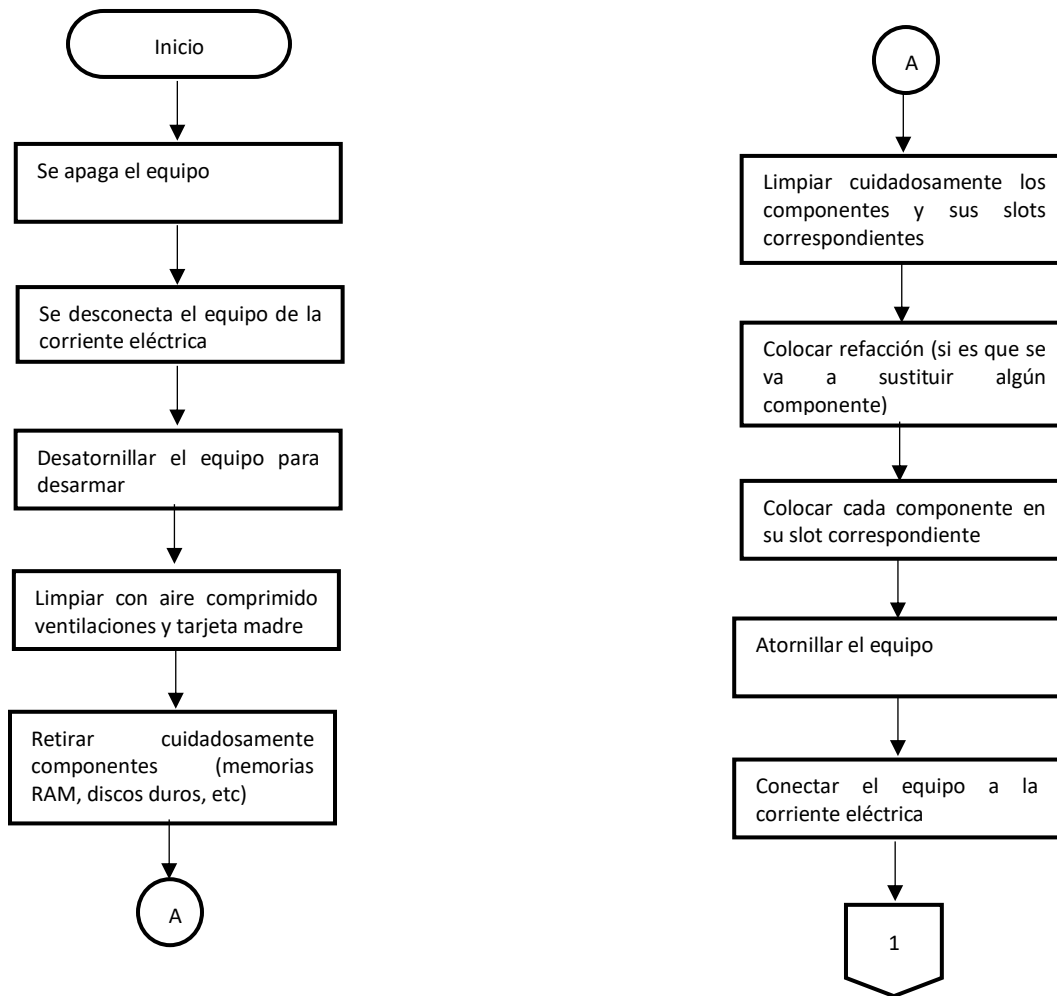 Inicio
Se apaga el equipo
Se desconecta el equipo de la
corriente eléctrica
Desatornillar el equipo para
desarmar
Limpiar con aire comprimido
ventilaciones y tarjeta madre
Retirar cuidadosamente
componentes (memorias
RAM, discos duros, etc)
A
A
Limpiar cuidadosamente los
componentes y sus slots
correspondientes
Colocar refacción (si es que se
va a sustituir algún
componente)
Colocar cada componente en
su slot correspondiente
Atornillar el equipo
Conectar el equipo a la
corriente eléctrica
1